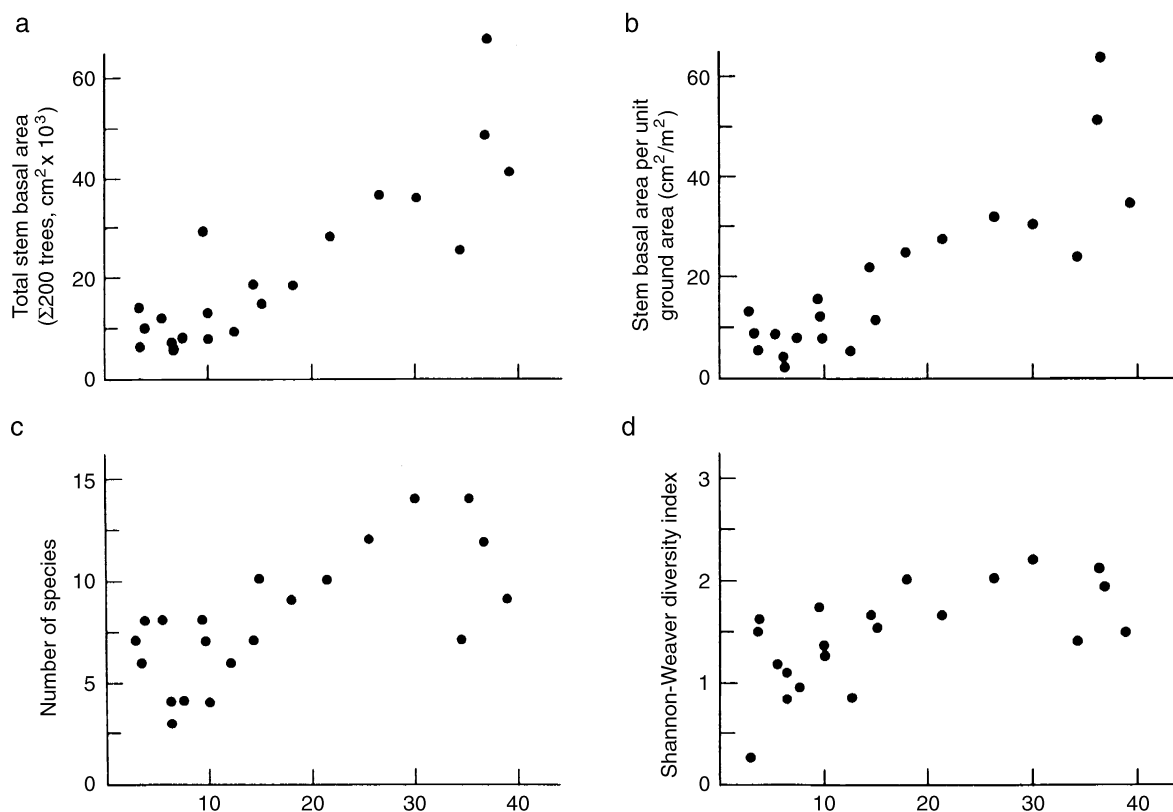 a
Total stem basal area
(Σ200 trees, cm² x 10³)
60
40
20
0
b
Stem basal area per unit
ground area (cm²/m²)
60
40
20
0
c
Number of species
15
10
5
0
10
20
30
40
d
Shannon-Weaver diversity index
3
2
1
0
10
20
30
40